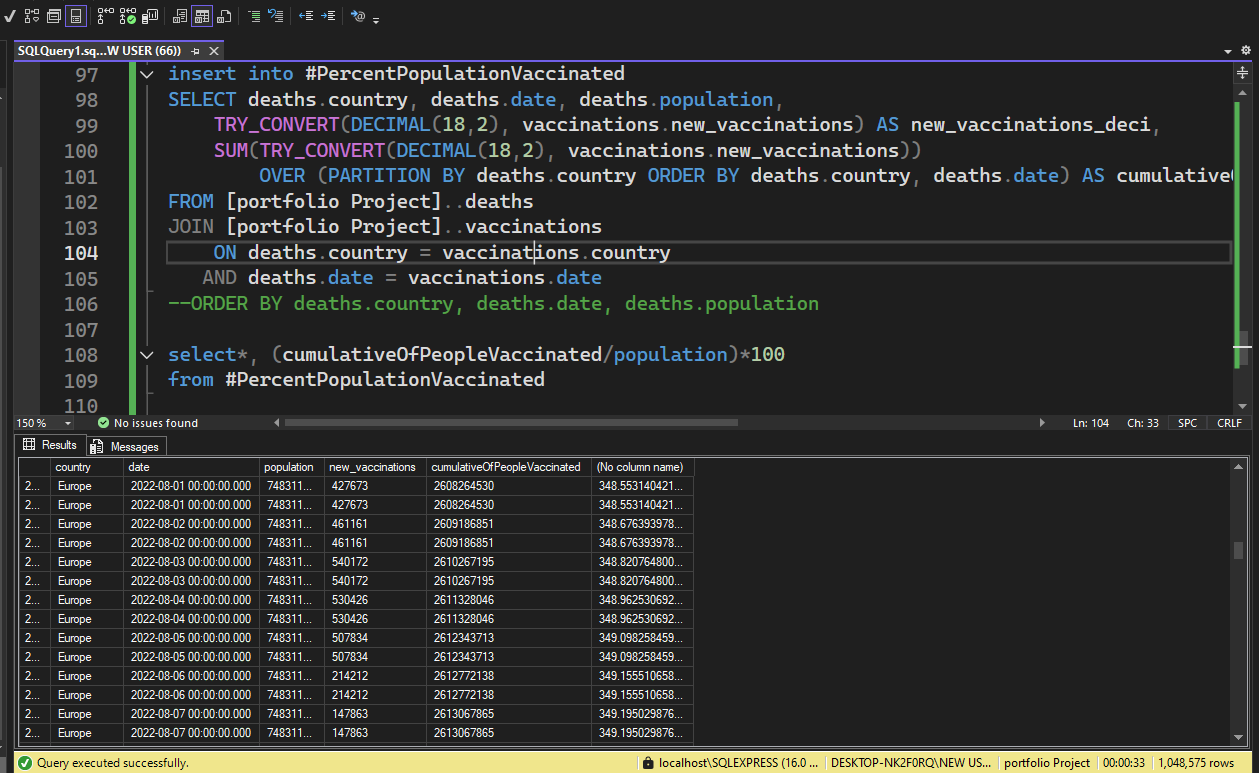 SQLQuery1.sq...W USER (66))
97 insert into #PercentPopulationVaccinated
98 SELECT deaths.country, deaths.date, deaths.population,
99 TRY_CONVERT(DECIMAL(18,2), vaccinations.new_vaccinations) AS new_vaccinations_deci,
100 SUM(TRY_CONVERT(DECIMAL(18,2), vaccinations.new_vaccinations))
101 OVER (PARTITION BY deaths.country ORDER BY deaths.country, deaths.date) AS cumulative
102 FROM [portfolio Project]..deaths
103 JOIN [portfolio Project]..vaccinations
104 ON deaths.country = vaccinations.country
105 AND deaths.date = vaccinations.date
106 --ORDER BY deaths.country, deaths.date, deaths.population
107
108 select*, (cumulativeOfPeopleVaccinated/population)*100
109 from #PercentPopulationVaccinated
110
150 % No issues found Ln: 104 Ch: 33 SPC CRLF
Results Messages
country date population new_vaccinations cumulativeOfPeopleVaccinated (No column name)
2... Europe 2022-08-01 00:00:00.000 748311... 427673 2608264530 348.553140421...
2... Europe 2022-08-01 00:00:00.000 748311... 427673 2608264530 348.553140421...
2... Europe 2022-08-02 00:00:00.000 748311... 461161 2609186851 348.676393978...
2... Europe 2022-08-02 00:00:00.000 748311... 461161 2609186851 348.676393978...
2... Europe 2022-08-03 00:00:00.000 748311... 540172 2610267195 348.820764800...
2... Europe 2022-08-03 00:00:00.000 748311... 540172 2610267195 348.820764800...
2... Europe 2022-08-04 00:00:00.000 748311... 530426 2611328046 348.962530692...
2... Europe 2022-08-04 00:00:00.000 748311... 530426 2611328046 348.962530692...
2... Europe 2022-08-05 00:00:00.000 748311... 507834 2612343713 349.098258459...
2... Europe 2022-08-05 00:00:00.000 748311... 507834 2612343713 349.098258459...
2... Europe 2022-08-06 00:00:00.000 748311... 214212 2612772138 349.155510658...
2... Europe 2022-08-06 00:00:00.000 748311... 214212 2612772138 349.155510658...
2... Europe 2022-08-07 00:00:00.000 748311... 147863 2613067865 349.195029876...
2... Europe 2022-08-07 00:00:00.000 748311... 147863 2613067865 349.195029876...
Query executed successfully. localhost\SQLEXPRESS (16.0 ... DESKTOP-NK2F0RQ\NEW US... portfolio Project 00:00:33 1,048,575 rows